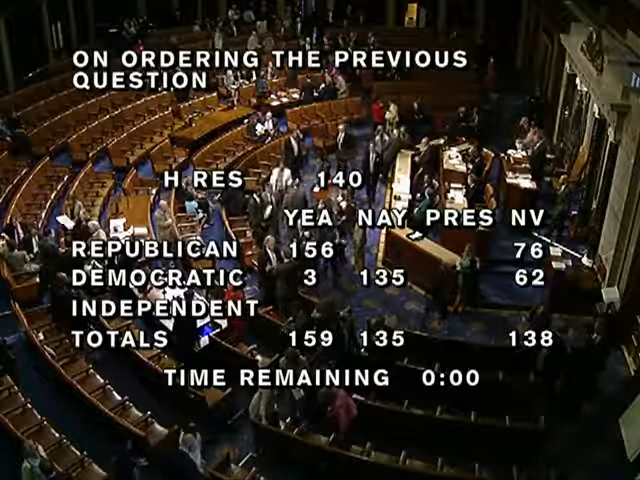 ON ORDERING THE PREVIOUS
QUESTION
H RES 140
YEA NAY PRES NV
REPUBLICAN 156 76
DEMOCRATIC 3 135 62
INDEPENDENT
TOTALS 159 135 138
TIME REMAINING 0:00